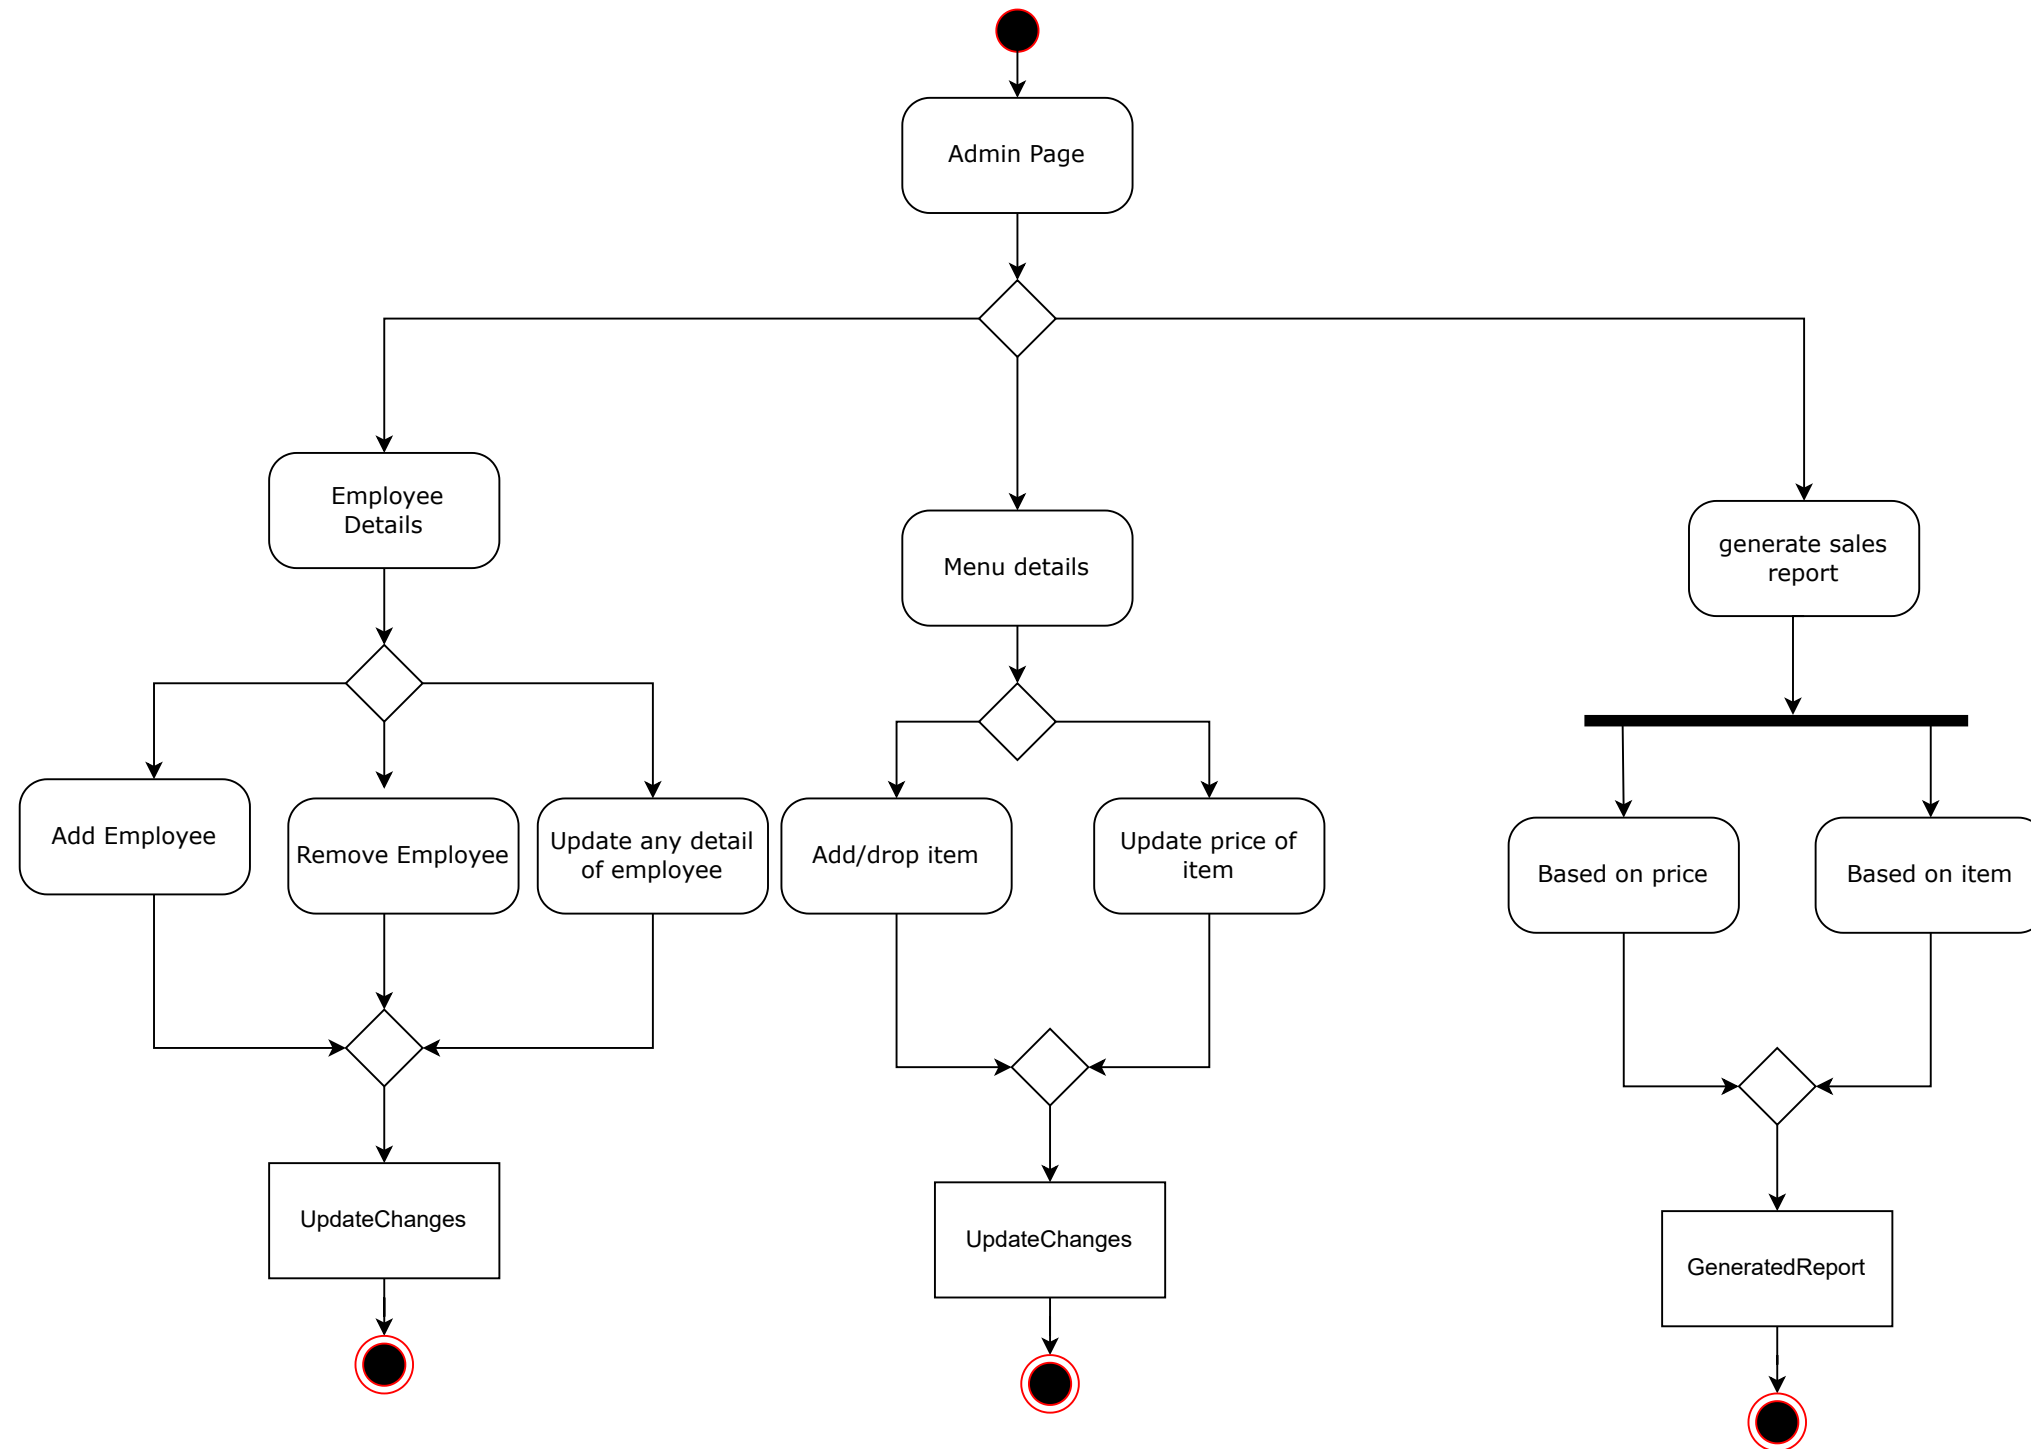 Admin Page
Employee
Details
Menu details
generate sales
report
Add Employee
Remove Employee
Update any detail
of employee
Add/drop item
Update price of
item
Based on price
Based on item
UpdateChanges
UpdateChanges
GeneratedReport